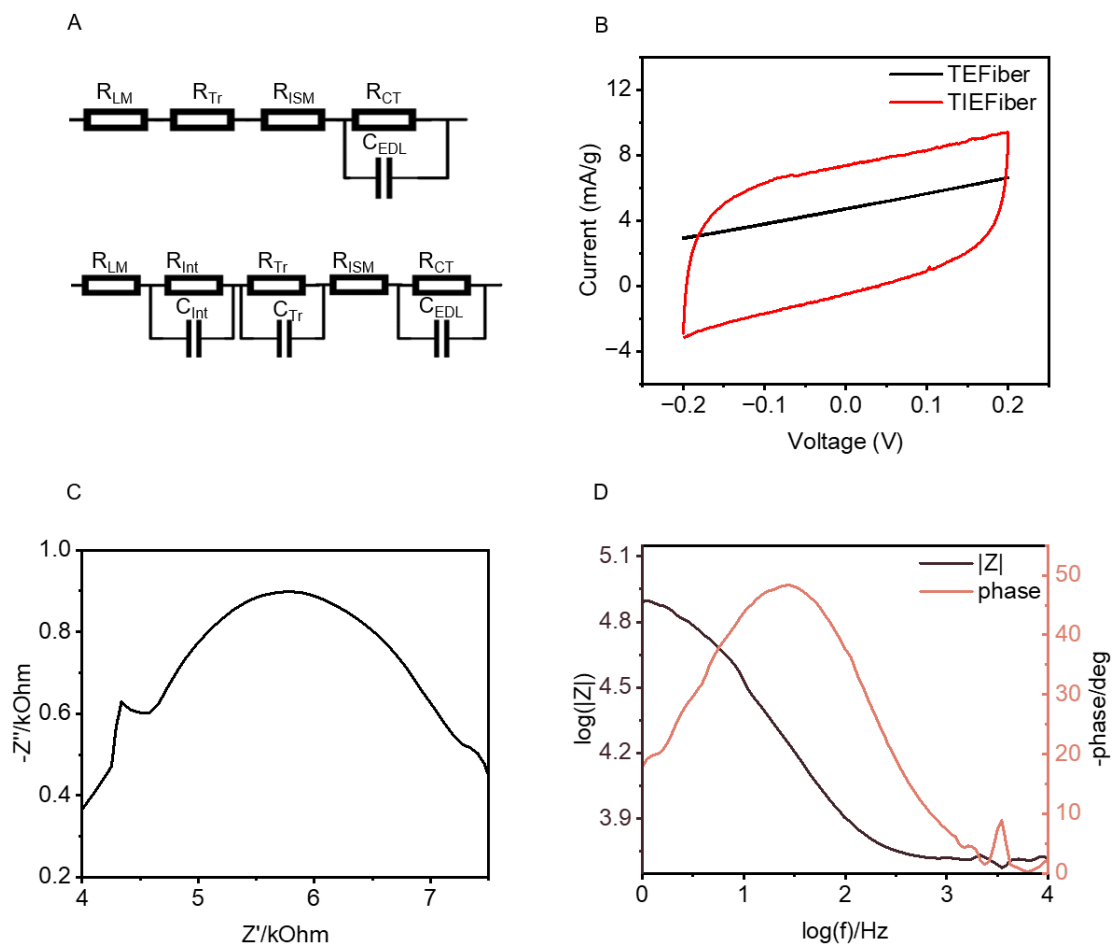 A
R_LM R_Tr R_ISM R_CT
C_EDL
R_LM R_Int R_Tr R_ISM R_CT
C_Int C_Tr C_EDL
B
TEFiber
TIEFiber
12
8
4
0
−4
Current (mA/g)
−0.2 −0.1 0.0 0.1 0.2
Voltage (V)
C
1.0
0.8
0.6
0.4
0.2
-Z''/kOhm
4 5 6 7
Z'/kOhm
D
|Z|
phase
5.1
4.8
4.5
4.2
3.9
log(|Z|)
50
40
30
20
10
0
-phase/deg
0 1 2 3 4
log(f)/Hz